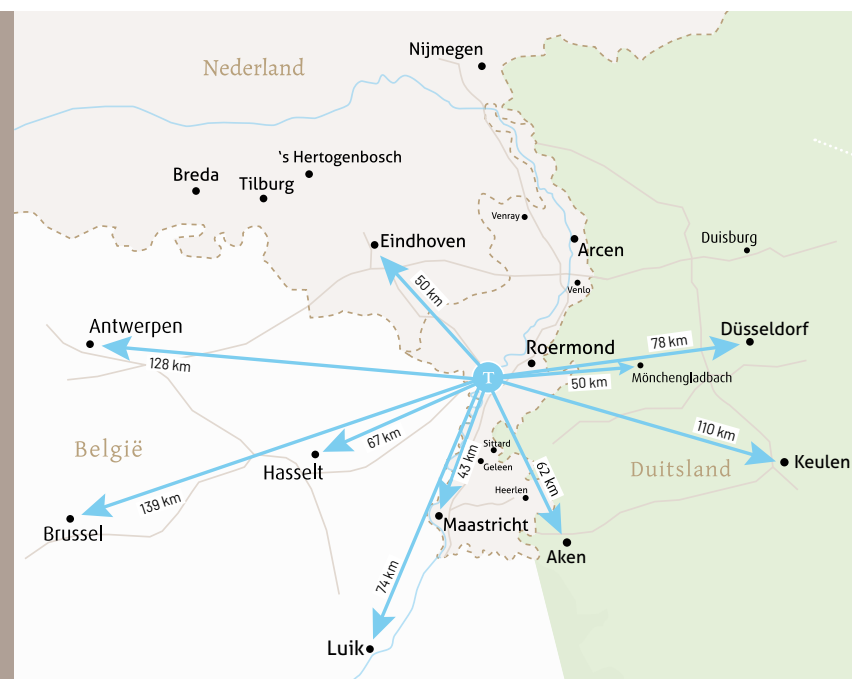 Nijmegen
Nederland
's Hertogenbosch
Breda
Tilburg
Venray
Eindhoven
Arcen
Duisburg
50 km
Venlo
Antwerpen
Düsseldorf
Roermond
78 km
128 km
T
50 km
Mönchengladbach
110 km
67 km
België
Sittard
43 km
Geleen
62 km
Duitsland
Keulen
Hasselt
Heerlen
139 km
Brussel
Maastricht
Aken
74 km
Luik